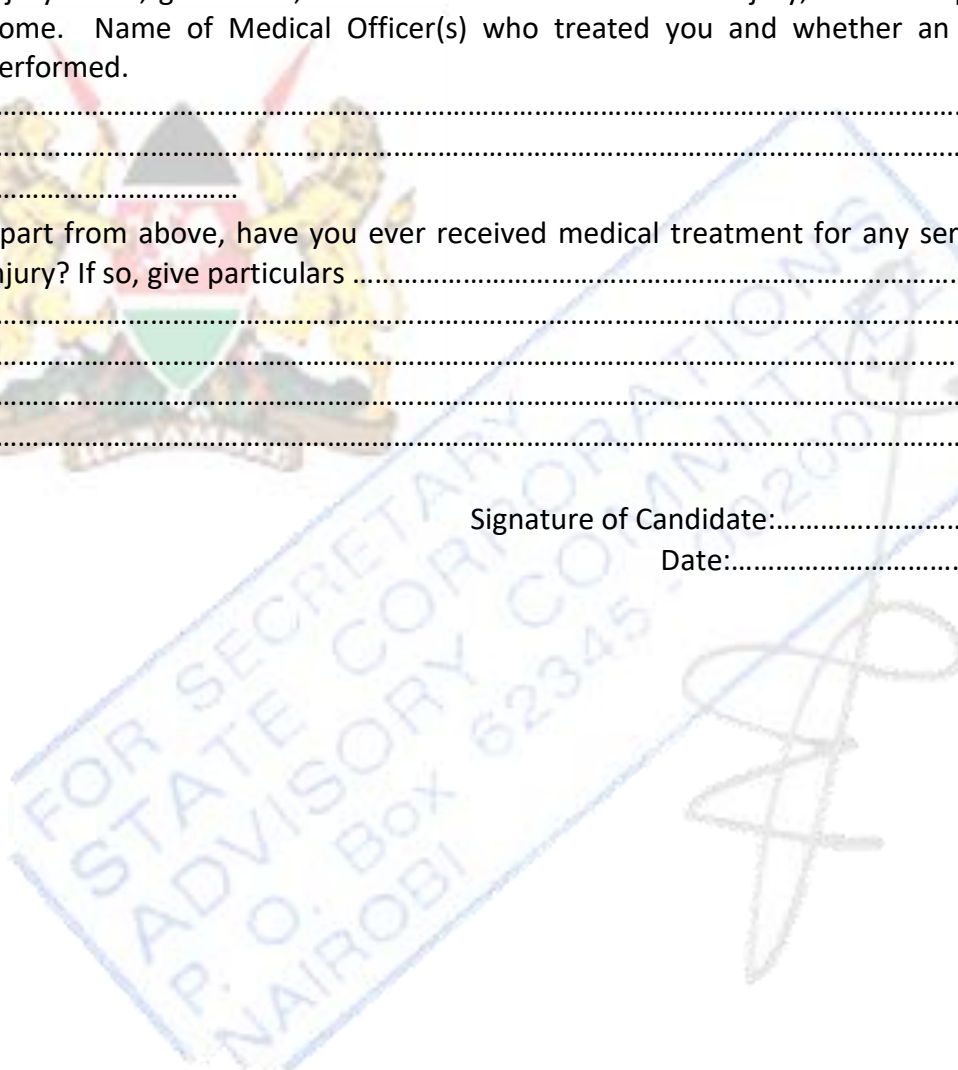 ome. Name of Medical Officer(s) who treated you and whether an
erformed.
part from above, have you ever received medical treatment for any ser
njury? If so, give particulars ................................................
Signature of Candidate:........................
Date:..............................
FOR SECRETARY
STATE CORPORATIONS
ADVISORY COMMITTEE
P. O. Box 62345 - 00200
NAIROBI